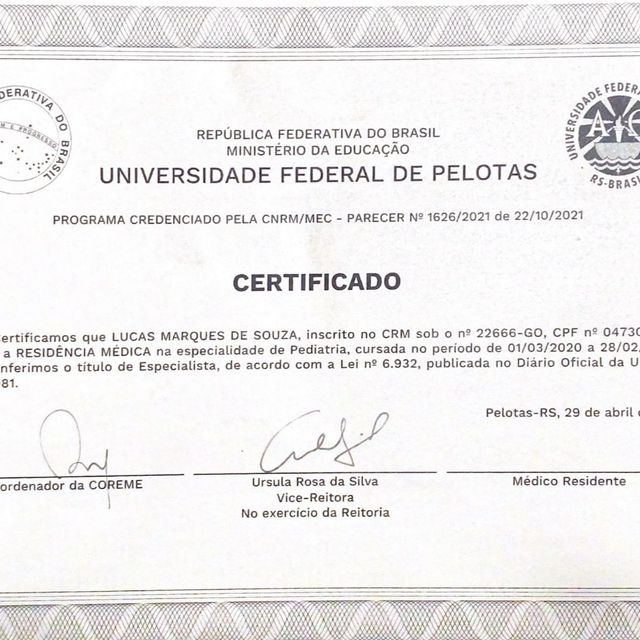 REPÚBLICA FEDERATIVA DO BRASIL
MINISTÉRIO DA EDUCAÇÃO
UNIVERSIDADE FEDERAL DE PELOTAS
PROGRAMA CREDENCIADO PELA CNRM/MEC - PARECER Nº 1626/2021 de 22/10/2021
CERTIFICADO
Certificamos que LUCAS MARQUES DE SOUZA, inscrito no CRM sob o nº 22666-GO, CPF nº 04730
a RESIDÊNCIA MÉDICA na especialidade de Pediatria, cursada no período de 01/03/2020 a 28/02/
nferimos o título de Especialista, de acordo com a Lei nº 6.932, publicada no Diário Oficial da U
81.
Pelotas-RS, 29 de abril d
ordenador da COREME
Ursula Rosa da Silva
Vice-Reitora
No exercício da Reitoria
Médico Residente
DERATIVA DO BRASIL
UNIVERSIDADE FEDERA
RS-BRASIL